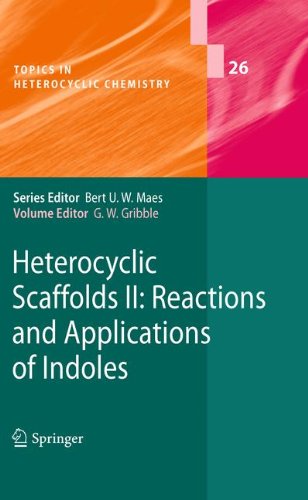 TOPICS IN
HETEROCYCLIC CHEMISTRY
26
Series Editor Bert U. W. Maes
Volume Editor G. W. Gribble
Heterocyclic
Scaffolds II: Reactions
and Applications
of Indoles
Springer